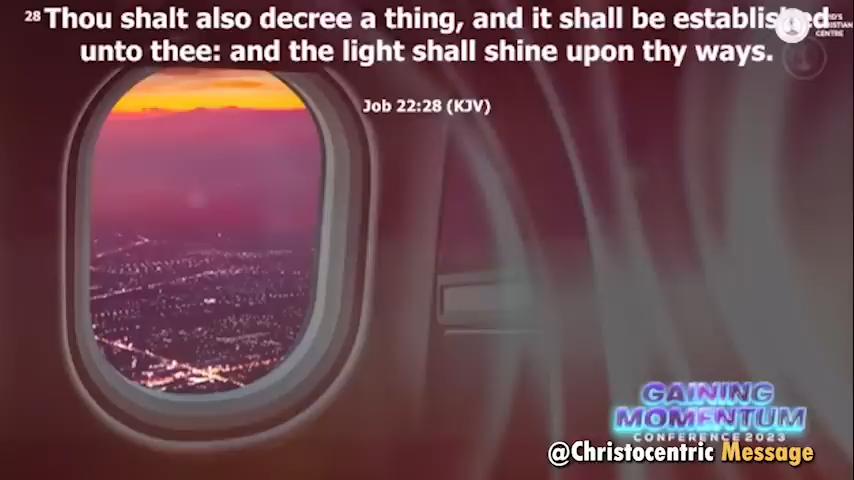 28 Thou shalt also decree a thing, and it shall be established
unto thee: and the light shall shine upon thy ways.
Job 22:28 (KJV)
CENTRE
GAINING
MOMENTUM
CONFERENCE 2023
@Christocentric Message